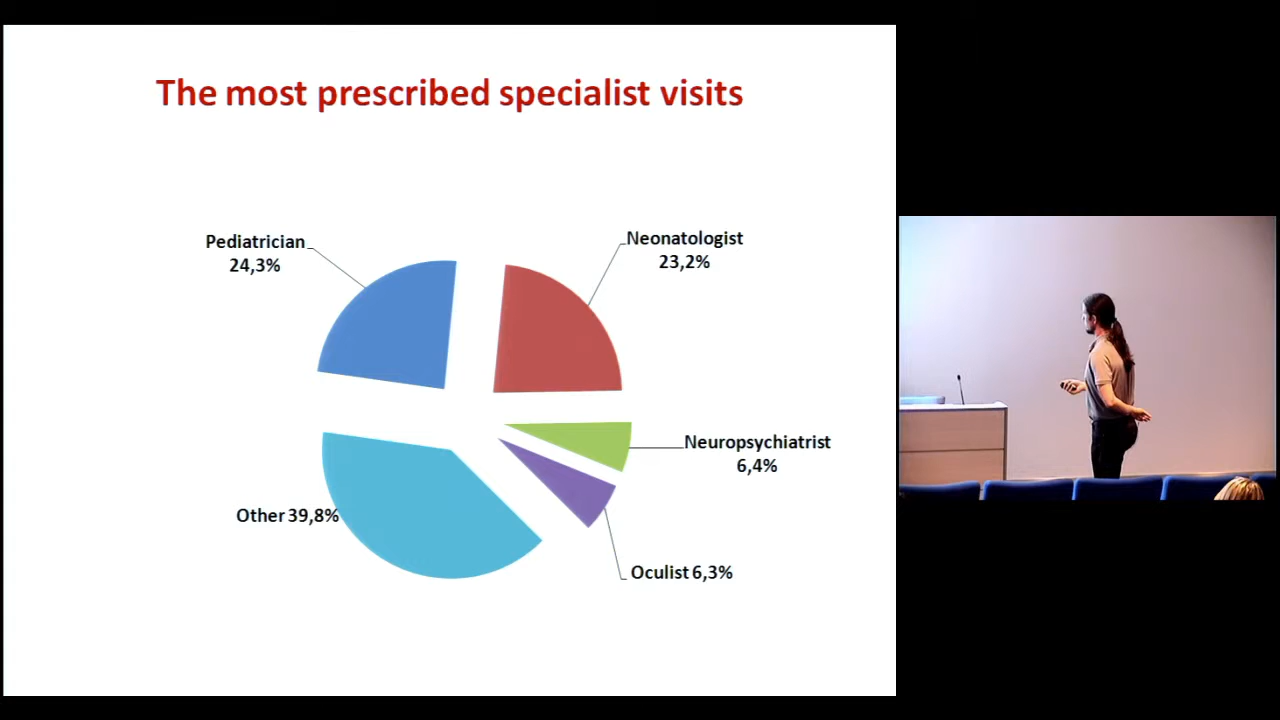 The most prescribed specialist visits
Pediatrician
24,3%
Neonatologist
23,2%
Neuropsychiatrist
6,4%
Other 39,8%
Oculist 6,3%